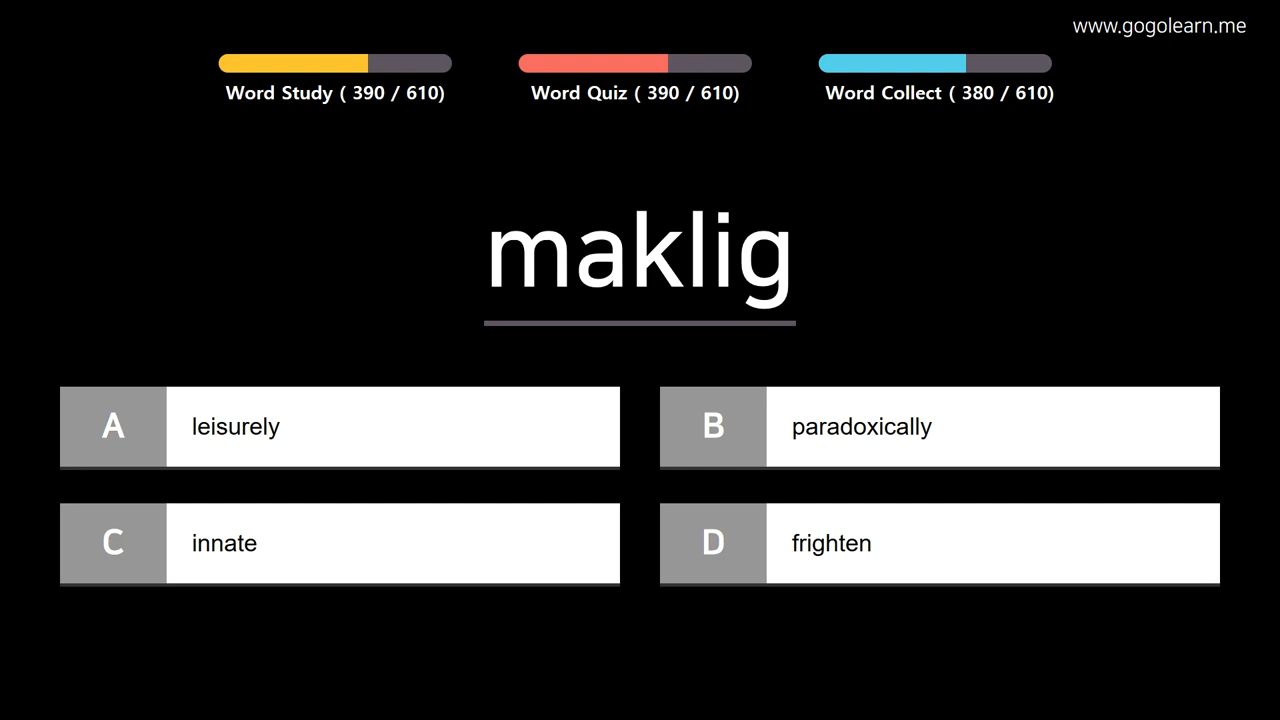 www.gogolearn.me
Word Study ( 390 / 610)
Word Quiz ( 390 / 610)
Word Collect ( 380 / 610)
maklig
A leisurely
B paradoxically
C innate
D frighten